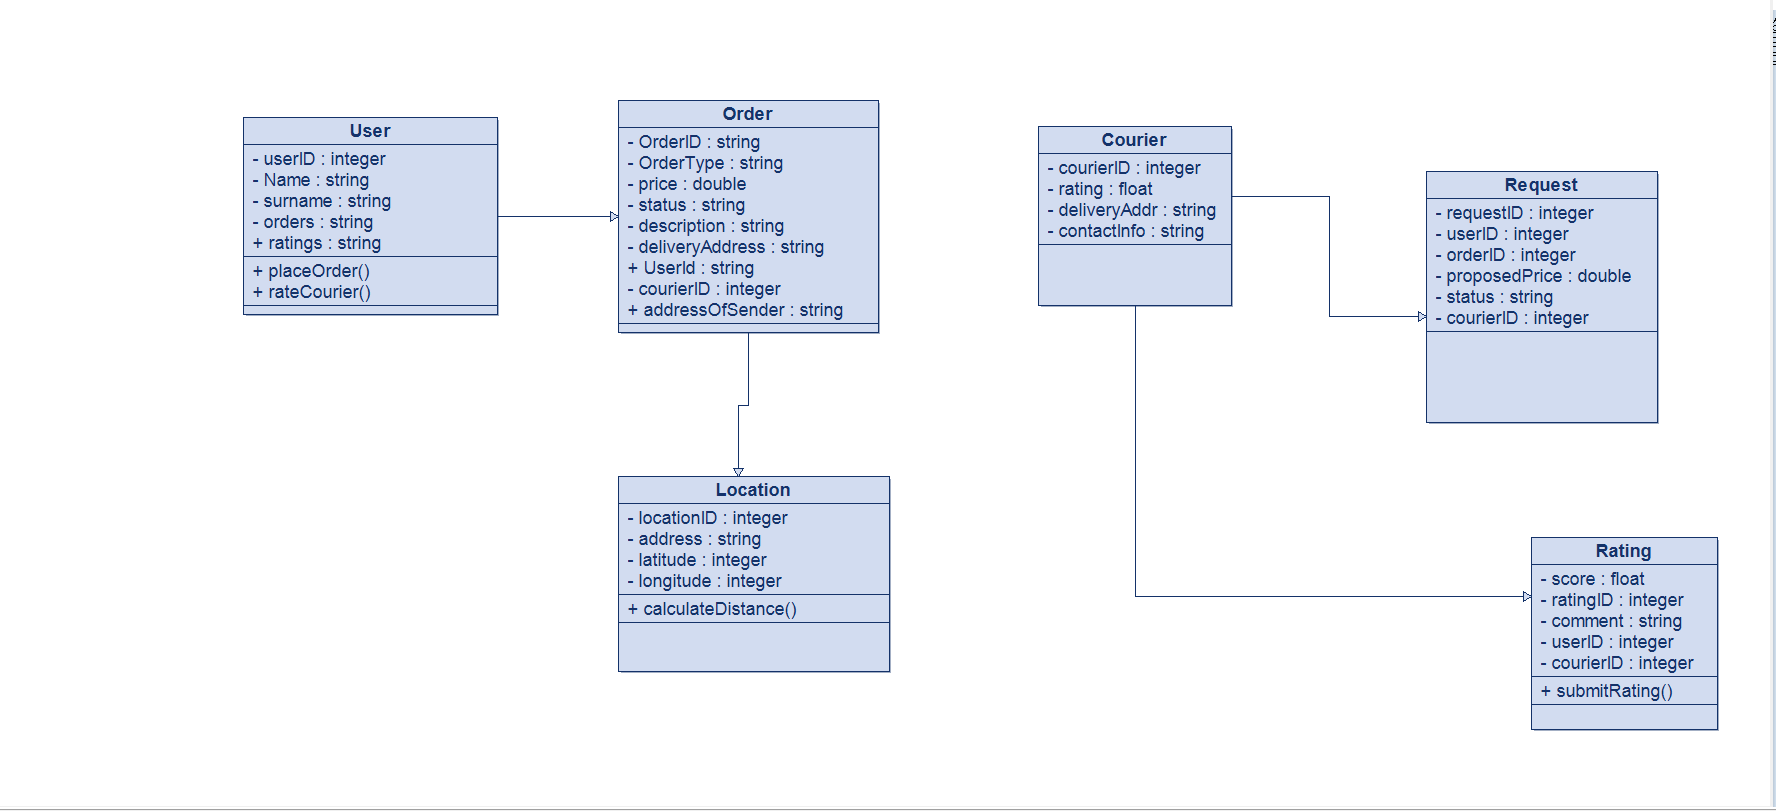 User
- userID : integer
- Name : string
- surname : string
- orders : string
+ ratings : string
+ placeOrder()
+ rateCourier()
Order
- OrderID : string
- OrderType : string
- price : double
- status : string
- description : string
- deliveryAddress : string
+ UserId : string
- courierID : integer
+ addressOfSender : string
Location
- locationID : integer
- address : string
- latitude : integer
- longitude : integer
+ calculateDistance()
Courier
- courierID : integer
- rating : float
- deliveryAddr : string
- contactInfo : string
Request
- requestID : integer
- userID : integer
- orderID : integer
- proposedPrice : double
- status : string
- courierID : integer
Rating
- score : float
- ratingID : integer
- comment : string
- userID : integer
- courierID : integer
+ submitRating()